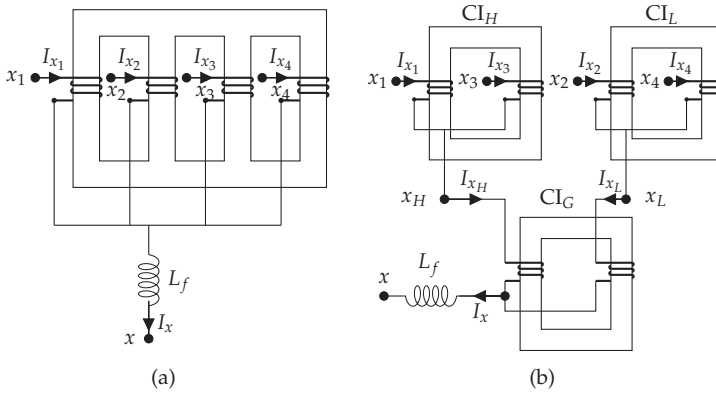 CI_H CI_L
I_{x_1} I_{x_2} I_{x_3} I_{x_4} I_{x_1} I_{x_3} I_{x_2} I_{x_4}
x_1 x_2 x_3 x_4 x_1 x_3 x_2 x_4
I_{x_H} I_{x_L}
x_H CI_G x_L
L_f L_f
x
I_x I_x
x
(a) (b)